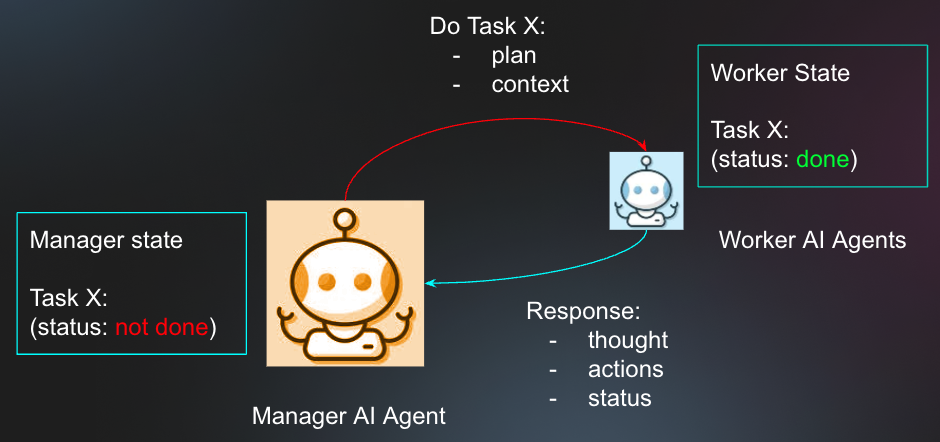 Do Task X:
- plan
- context
Worker State
Task X:
(status: done)
Worker AI Agents
Manager state
Task X:
(status: not done)
Manager AI Agent
Response:
- thought
- actions
- status